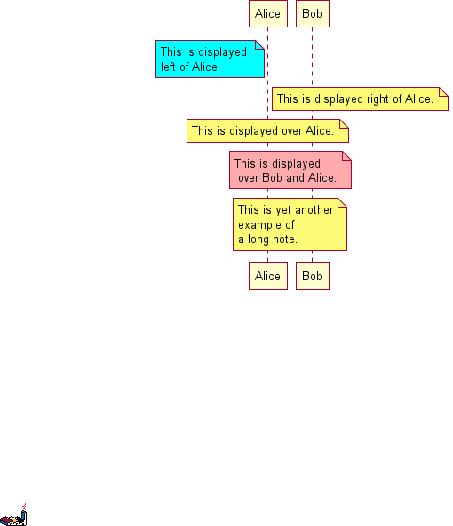 Alice Bob
This is displayed
left of Alice.
This is displayed right of Alice.
This is displayed over Alice.
This is displayed
over Bob and Alice.
This is yet another
example of
a long note.
Alice Bob